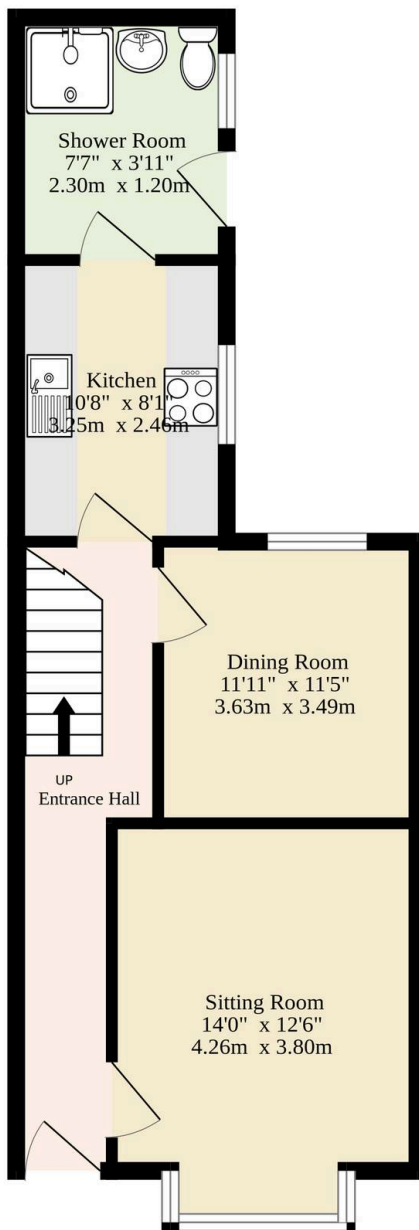 Shower Room
7'7" x 3'11"
2.30m x 1.20m
Kitchen
10'8" x 8'1"
3.25m x 2.46m
Dining Room
11'11" x 11'5"
3.63m x 3.49m
UP
Entrance Hall
Sitting Room
14'0" x 12'6"
4.26m x 3.80m